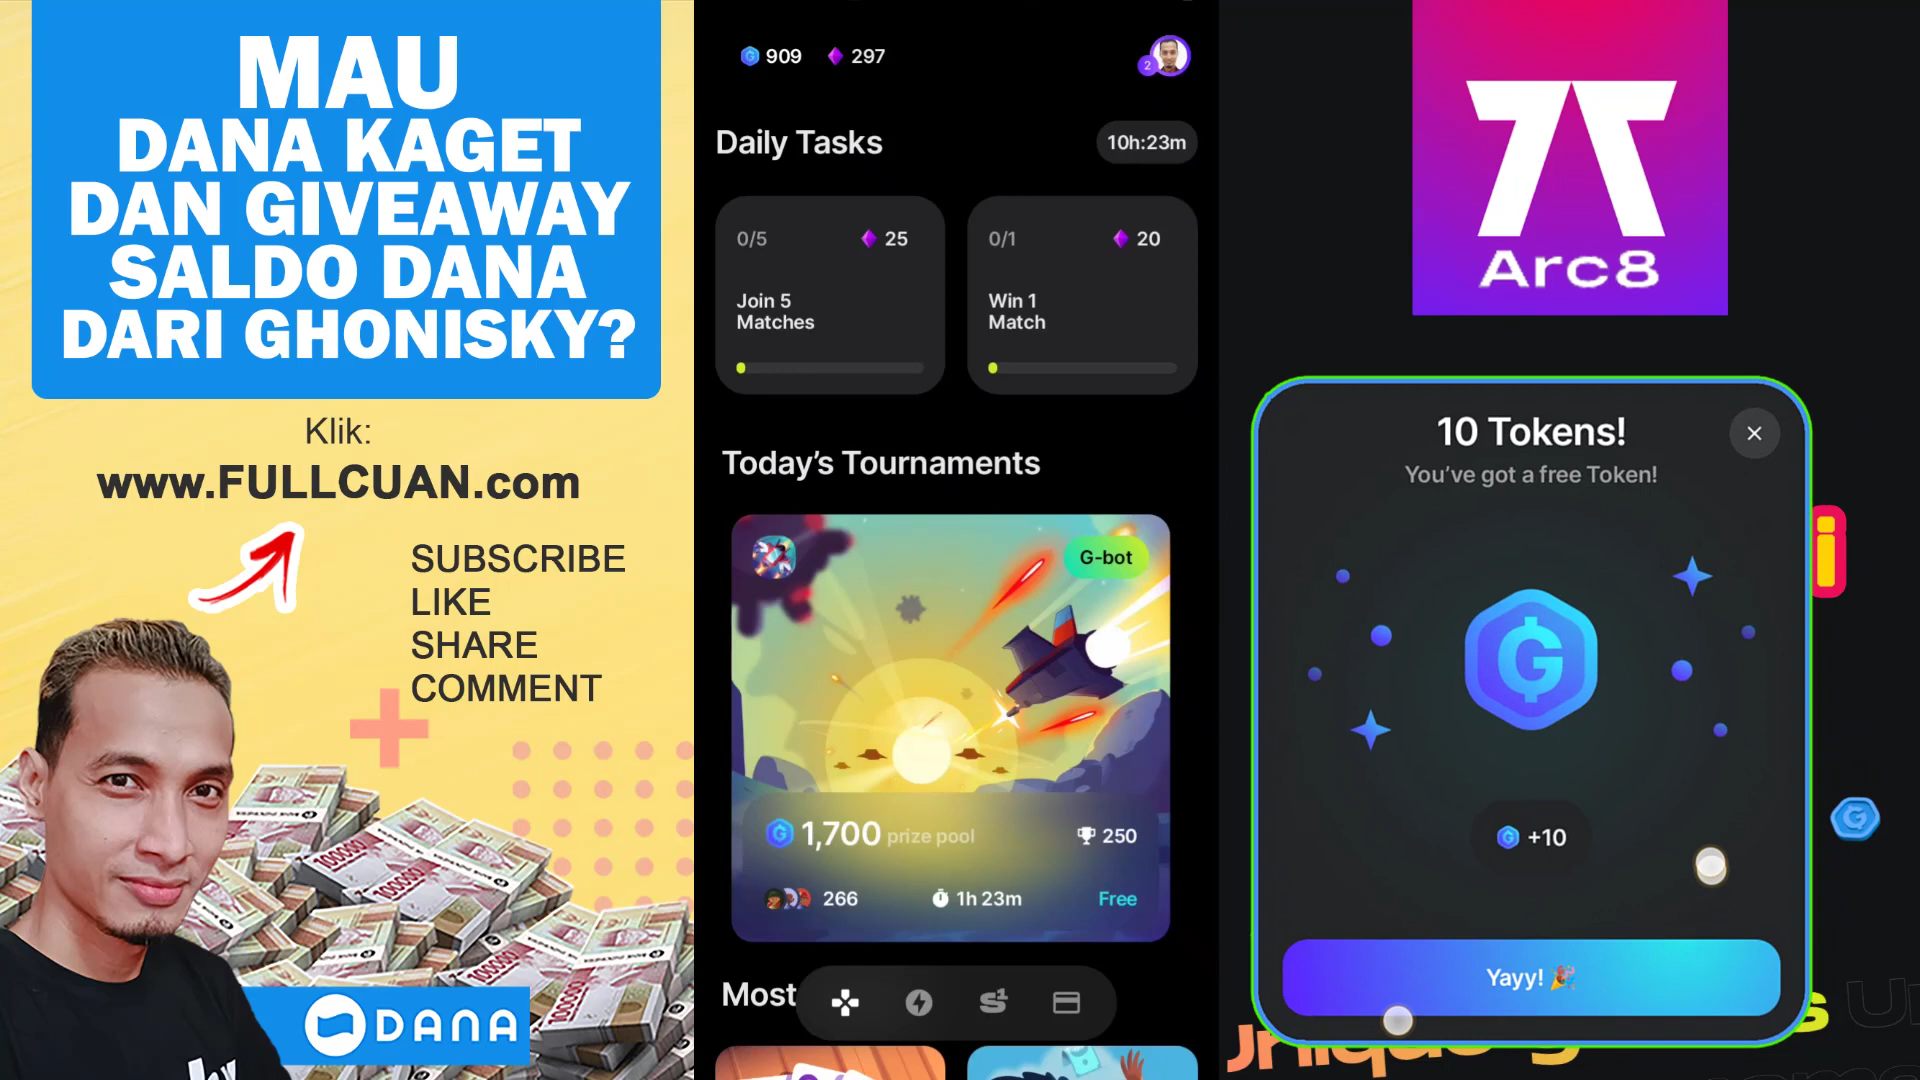 MAU
DANA KAGET
DAN GIVEAWAY
SALDO DANA
DARI GHONISKY?
Klik:
www.FULLCUAN.com
SUBSCRIBE
LIKE
SHARE
COMMENT
DANA
909
297
2
Daily Tasks
10h:23m
0/5
25
Join 5
Matches
0/1
20
Win 1
Match
Today's Tournaments
G-bot
1,700 prize pool
250
266
1h 23m
Free
Most
Arc8
10 Tokens!
You've got a free Token!
G
+10
Yayy! 🎉